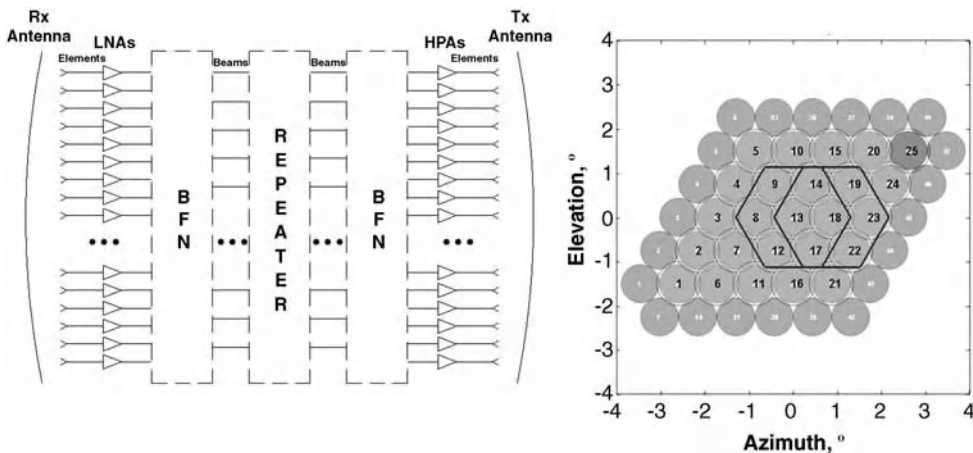 Rx
Antenna
LNAs
Elements
Beams
Beams
HPAs
Tx
Antenna
Elements
B
F
N
R
E
P
E
A
T
E
R
B
F
N
Elevation, °
4
3
2
1
0
-1
-2
-3
-4
5 10 15 20 25
4 9 14 19 24
3 8 13 18 23
2 7 12 17 22
1 6 11 16 21
-4 -3 -2 -1 0 1 2 3 4
Azimuth, °